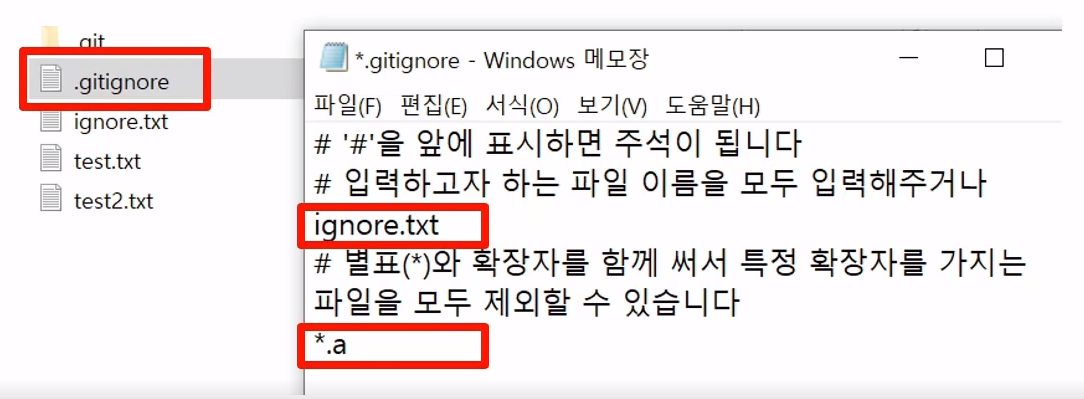 .git
.gitignore
ignore.txt
test.txt
test2.txt
*.gitignore - Windows 메모장
파일(F) 편집(E) 서식(O) 보기(V) 도움말(H)
# '#'을 앞에 표시하면 주석이 됩니다
# 입력하고자 하는 파일 이름을 모두 입력해주거나
ignore.txt
# 별표(*)와 확장자를 함께 써서 특정 확장자를 가지는
파일을 모두 제외할 수 있습니다
*.a